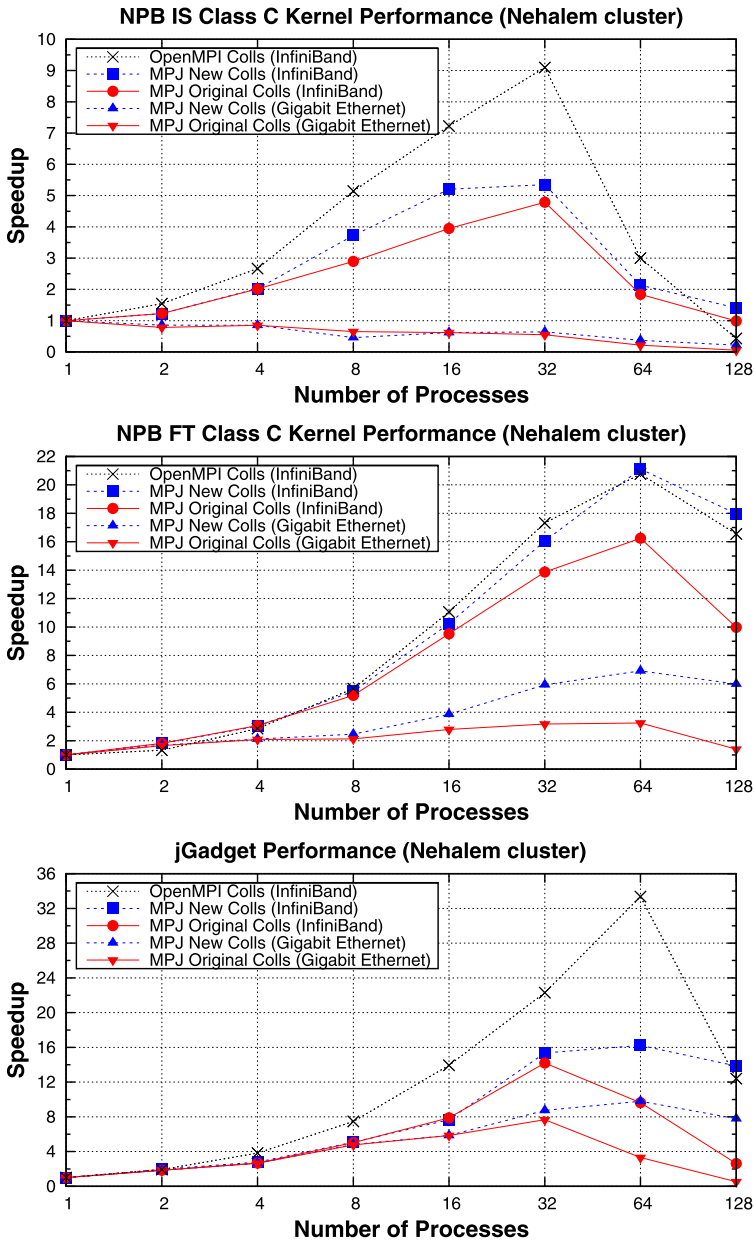 NPB IS Class C Kernel Performance (Nehalem cluster)
10
9
8
7
6
5
4
3
2
1
0
Speedup
OpenMPI Colls (InfiniBand)
MPJ New Colls (InfiniBand)
MPJ Original Colls (InfiniBand)
MPJ New Colls (Gigabit Ethernet)
MPJ Original Colls (Gigabit Ethernet)
1 2 4 8 16 32 64 128
Number of Processes
NPB FT Class C Kernel Performance (Nehalem cluster)
22
20
18
16
14
12
10
8
6
4
2
0
Speedup
OpenMPI Colls (InfiniBand)
MPJ New Colls (InfiniBand)
MPJ Original Colls (InfiniBand)
MPJ New Colls (Gigabit Ethernet)
MPJ Original Colls (Gigabit Ethernet)
1 2 4 8 16 32 64 128
Number of Processes
jGadget Performance (Nehalem cluster)
36
32
28
24
20
16
12
8
4
0
Speedup
OpenMPI Colls (InfiniBand)
MPJ New Colls (InfiniBand)
MPJ Original Colls (InfiniBand)
MPJ New Colls (Gigabit Ethernet)
MPJ Original Colls (Gigabit Ethernet)
1 2 4 8 16 32 64 128
Number of Processes